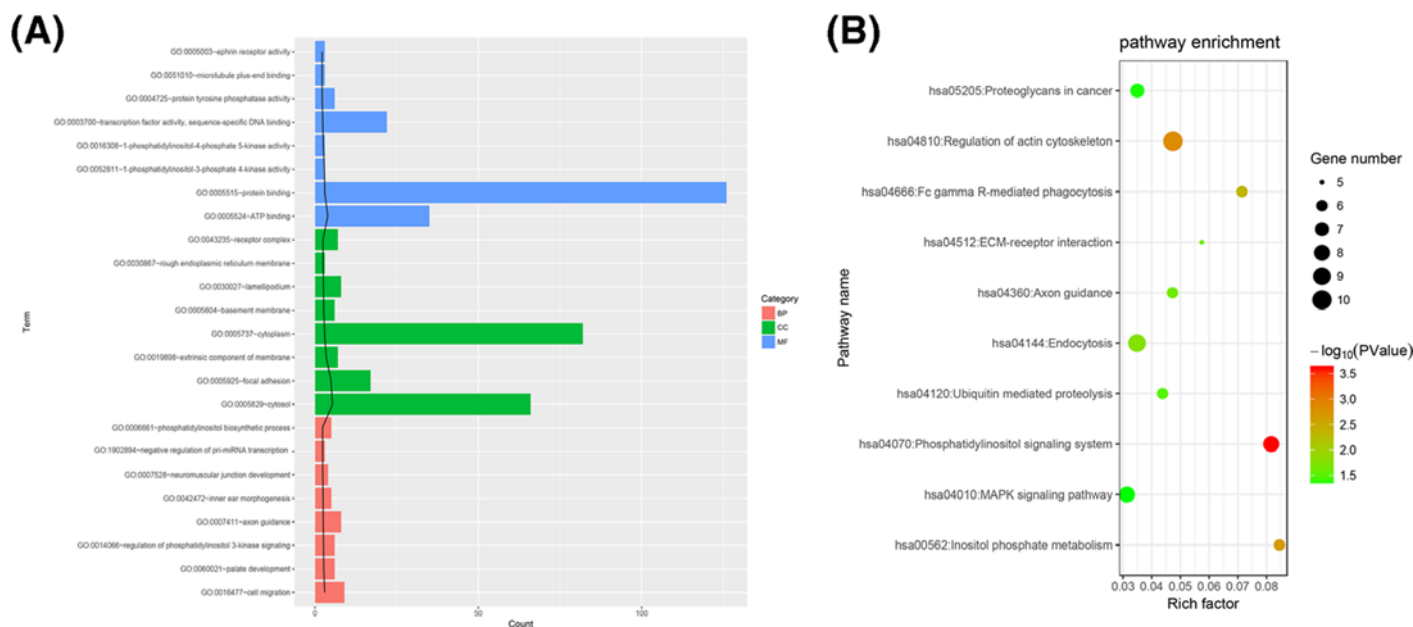 (A)
Term
GO:0005003~ephrin receptor activity
GO:0051010~microtubule plus-end binding
GO:0004725~protein tyrosine phosphatase activity
GO:0003700~transcription factor activity, sequence-specific DNA binding
GO:0016308~1-phosphatidylinositol-4-phosphate 5-kinase activity
GO:0052811~1-phosphatidylinositol-3-phosphate 4-kinase activity
GO:0005515~protein binding
GO:0005524~ATP binding
GO:0043235~receptor complex
GO:0030867~rough endoplasmic reticulum membrane
GO:0030027~lamellipodium
GO:0005604~basement membrane
GO:0005737~cytoplasm
GO:0019898~extrinsic component of membrane
GO:0005925~focal adhesion
GO:0005829~cytosol
GO:0006661~phosphatidylinositol biosynthetic process
GO:1902894~negative regulation of pri-miRNA transcription
GO:0007528~neuromuscular junction development
GO:0042472~inner ear morphogenesis
GO:0007411~axon guidance
GO:0014066~regulation of phosphatidylinositol 3-kinase signaling
GO:0060021~palate development
GO:0016477~cell migration
0 50 100
Count
Category
BP
CC
MF
(B)
pathway enrichment
Pathway name
hsa05205:Proteoglycans in cancer
hsa04810:Regulation of actin cytoskeleton
hsa04666:Fc gamma R-mediated phagocytosis
hsa04512:ECM-receptor interaction
hsa04360:Axon guidance
hsa04144:Endocytosis
hsa04120:Ubiquitin mediated proteolysis
hsa04070:Phosphatidylinositol signaling system
hsa04010:MAPK signaling pathway
hsa00562:Inositol phosphate metabolism
0.03 0.04 0.05 0.06 0.07 0.08
Rich factor
Gene number
5
6
7
8
9
10
−log₁₀(PValue)
3.5
3.0
2.5
2.0
1.5